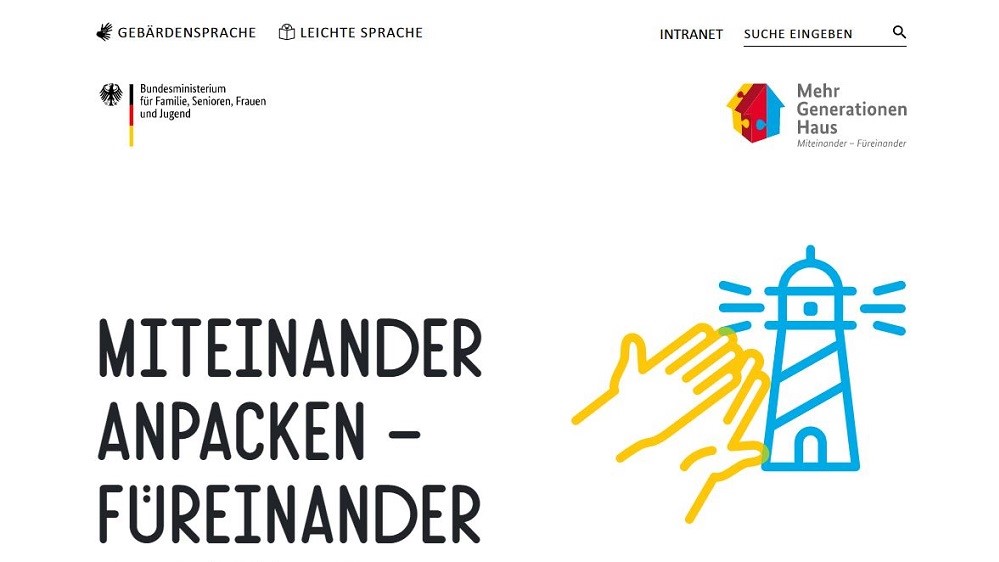 GEBÄRDENSPRACHE
LEICHTE SPRACHE
INTRANET
SUCHE EINGEBEN
Bundesministerium
für Familie, Senioren, Frauen
und Jugend
Mehr
Generationen
Haus
Miteinander – Füreinander
MITEINANDER
ANPACKEN –
FÜREINANDER